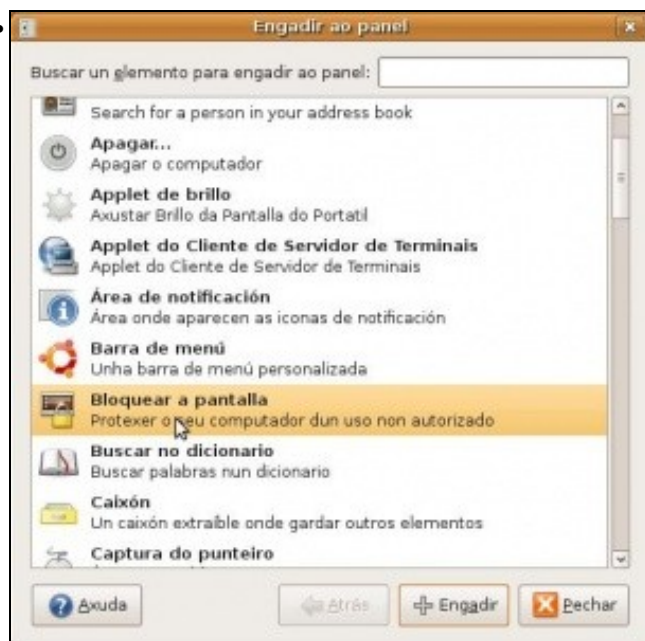 Engadir ao panel
Buscar un elemento para engadir ao panel:
Search for a person in your address book
Apagar...
Apagar o computador
Applet de brillo
Axustar Brillo da Pantalla do Portatil
Applet do Cliente de Servidor de Terminais
Applet do Cliente de Servidor de Terminais
Área de notificación
Área onde aparecen as iconas de notificación
Barra de menú
Unha barra de menú personalizada
Bloquear a pantalla
Protexer o seu computador dun uso non autorizado
Buscar no dicionario
Buscar palabras nun dicionario
Caixón
Un caixón extraíble onde gardar outros elementos
Captura do punteiro
Axuda
Atrás
Engadir
Pechar